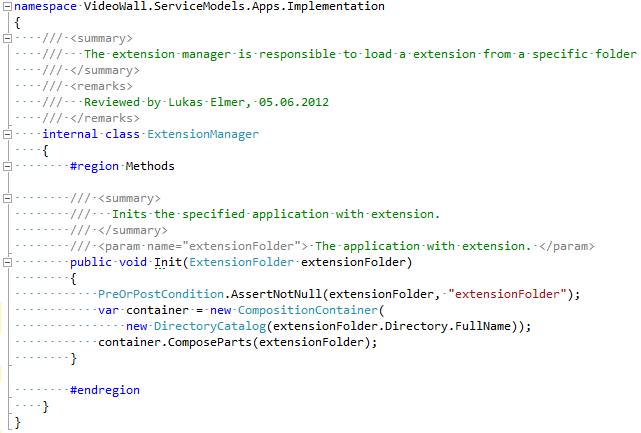 namespace VideoWall.ServiceModels.Apps.Implementation
{
    /// <summary>
    ///   The extension manager is responsible to load a extension from a specific folder
    /// </summary>
    /// <remarks>
    ///   Reviewed by Lukas Elmer, 05.06.2012
    /// </remarks>
    internal class ExtensionManager
    {
        #region Methods

        /// <summary>
        ///   Inits the specified application with extension.
        /// </summary>
        /// <param name="extensionFolder"> The application with extension. </param>
        public void Init(ExtensionFolder extensionFolder)
        {
            PreOrPostCondition.AssertNotNull(extensionFolder, "extensionFolder");
            var container = new CompositionContainer(
                new DirectoryCatalog(extensionFolder.Directory.FullName));
            container.ComposeParts(extensionFolder);
        }

        #endregion
    }
}